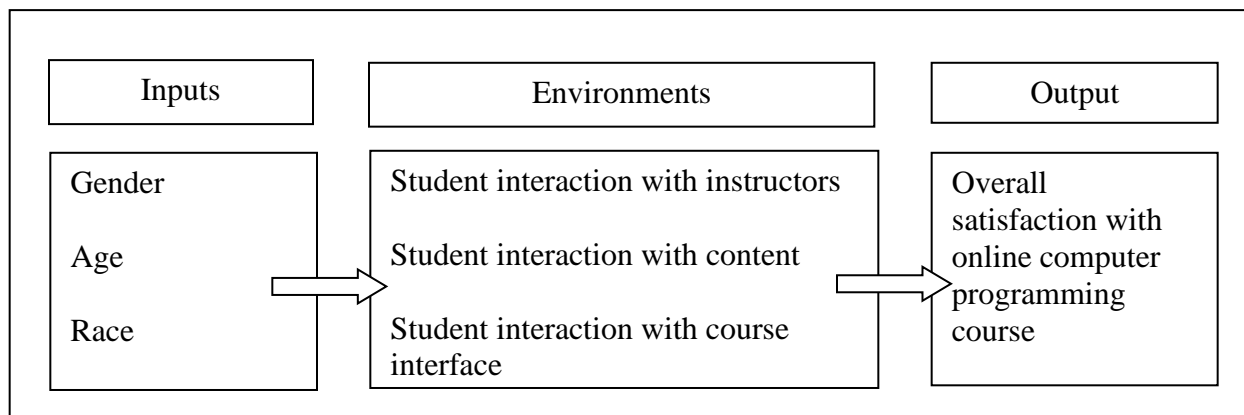 Inputs
Environments
Output
Gender
Age
Race
Student interaction with instructors
Student interaction with content
Student interaction with course
interface
Overall
satisfaction with
online computer
programming
course